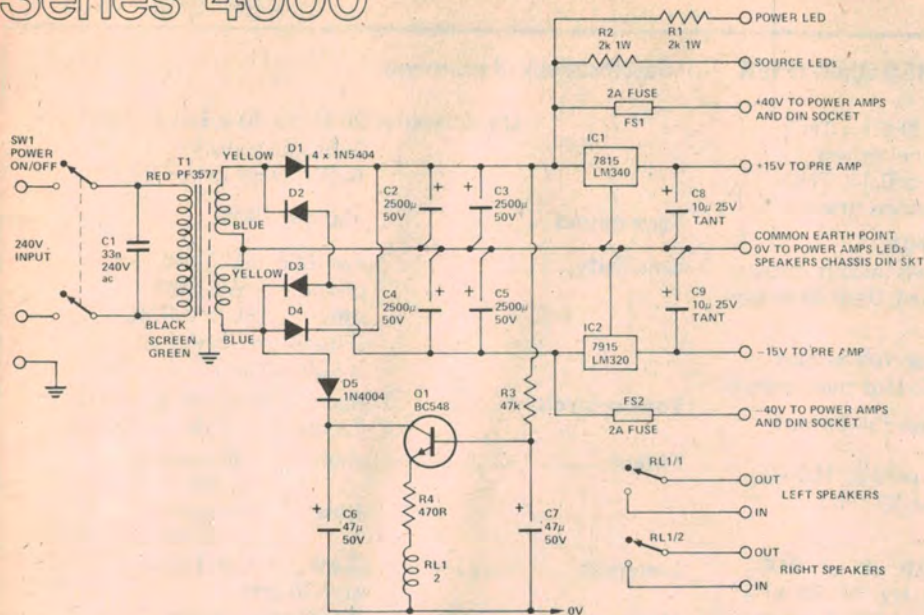 Series 4000
POWER LED
R2
2k 1W
R1
2k 1W
SOURCE LEDs
2A FUSE
FS1
+40V TO POWER AMPS
AND DIN SOCKET
SW1
POWER
ON/OFF
RED
T1
PF3577
YELLOW
D1
4 x 1N5404
IC1
7815
LM340
+15V TO PRE AMP
D2
BLUE
C2
2500µ
50V
C3
2500µ
50V
C8
10µ 25V
TANT
240V
INPUT
C1
33n
240V
ac
COMMON EARTH POINT
0V TO POWER AMPS LEDs
SPEAKERS CHASSIS DIN SKT
YELLOW
D3
C4
2500µ
50V
C5
2500µ
50V
C9
10µ 25V
TANT
D4
BLUE
BLACK
SCREEN
GREEN
IC2
7915
LM320
−15V TO PRE AMP
D5
1N4004
Q1
BC548
R3
47k
FS2
2A FUSE
−40V TO POWER AMPS
AND DIN SOCKET
R4
470R
RL1/1
OUT
LEFT SPEAKERS
IN
C6
47µ
50V
RL1
2
C7
47µ
50V
RL1/2
OUT
RIGHT SPEAKERS
IN
0V